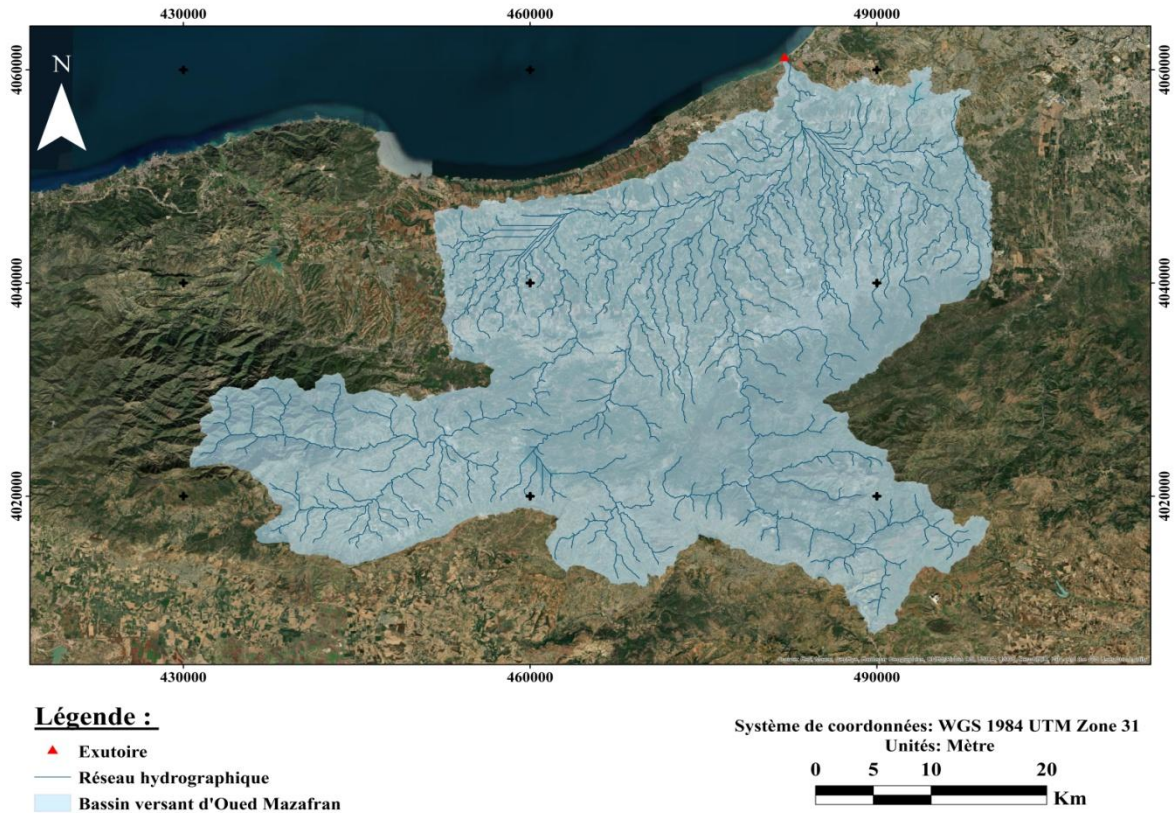 430000 460000 490000
4060000 4060000
N
4040000 4040000
4020000 4020000
430000 460000 490000
Légende :
Exutoire
Réseau hydrographique
Bassin versant d'Oued Mazafran
Système de coordonnées: WGS 1984 UTM Zone 31
Unités: Mètre
0 5 10 20
Km